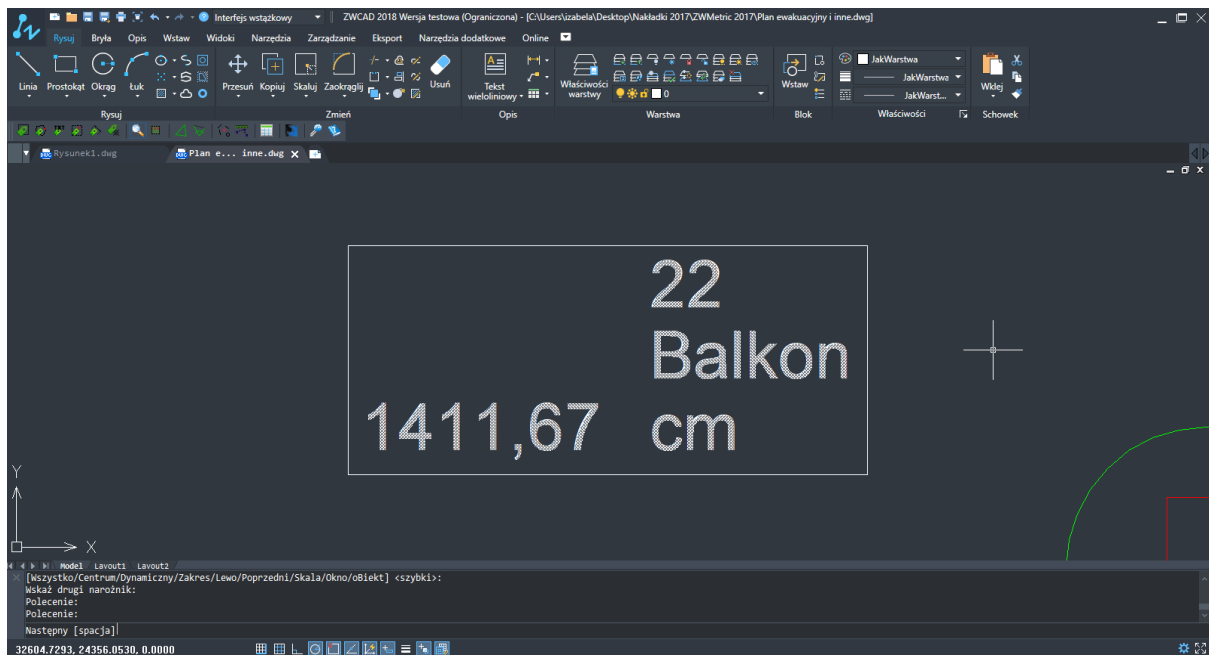 Interfejs wstążkowy
ZWCAD 2018 Wersja testowa (Ograniczona) - [C:\Users\izabela\Desktop\Nakładki 2017\ZWMetric 2017\Plan ewakuacyjny i inne.dwg]
Rysuj Bryła Opis Wstaw Widoki Narzędzia Zarządzanie Eksport Narzędzia dodatkowe Online
Linia Prostokąt Okrąg Łuk Przesuń Kopiuj Skaluj Zaokrąglij Usuń Tekst wieloliniowy Właściwości warstwy 0 Wstaw JakWarstwa Wklej
JakWarstwa
JakWarst...
Rysuj Zmień Opis Warstwa Blok Właściwości Schowek
Rysunek1.dwg Plan e... inne.dwg
22
Balkon
1411,67 cm
Y
X
Model Layout1 Layout2
[Wszystko/Centrum/Dynamiczny/Zakres/Lewo/Poprzedni/Skala/Okno/oBiekt] <szybki>:
Wskaż drugi narożnik:
Polecenie:
Polecenie:
Następny [spacja]
32604.7293, 24356.0530, 0.0000